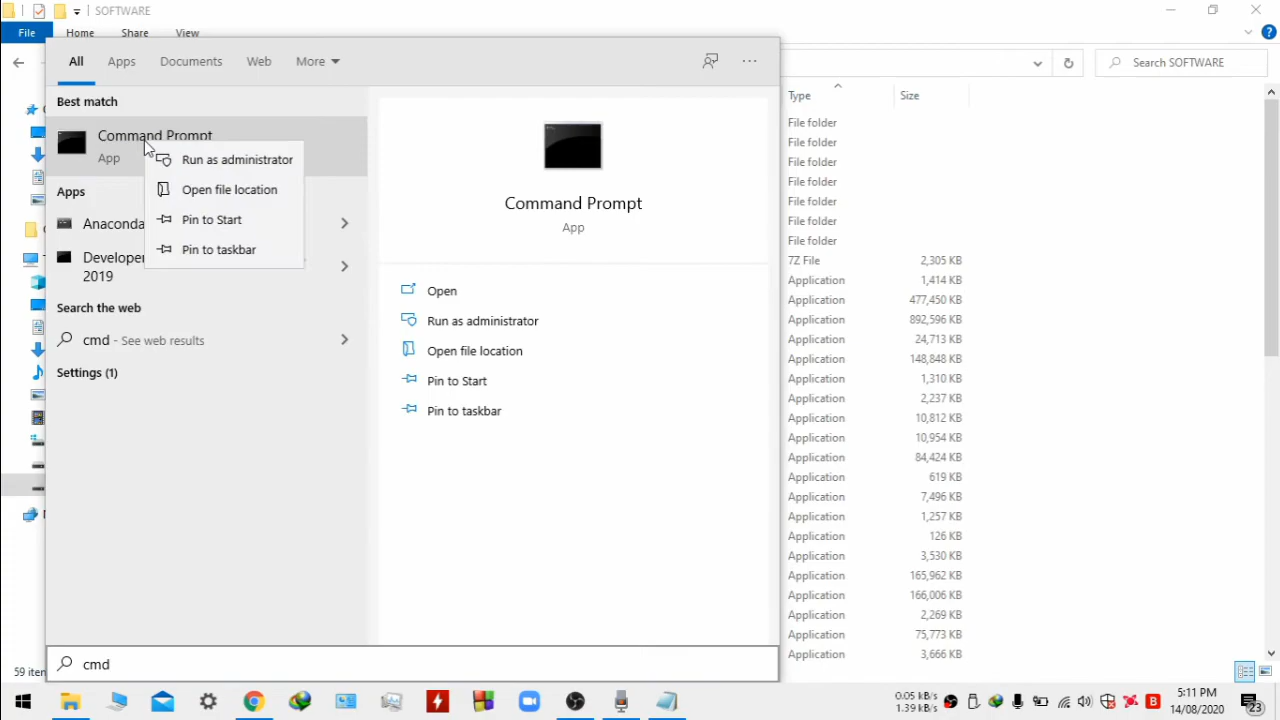 SOFTWARE
File
Home
Share
View
All
Apps
Documents
Web
More
Search SOFTWARE
Best match
Command Prompt
App
Run as administrator
Open file location
Pin to Start
Pin to taskbar
Apps
Anaconda
Developer
2019
Search the web
cmd - See web results
Settings (1)
Command Prompt
App
Open
Run as administrator
Open file location
Pin to Start
Pin to taskbar
cmd
Type Size
File folder
File folder
File folder
File folder
File folder
File folder
File folder
7Z File 2,305 KB
Application 1,414 KB
Application 477,450 KB
Application 892,596 KB
Application 24,713 KB
Application 148,848 KB
Application 1,310 KB
Application 2,237 KB
Application 10,812 KB
Application 10,954 KB
Application 84,424 KB
Application 619 KB
Application 7,496 KB
Application 1,257 KB
Application 126 KB
Application 3,530 KB
Application 165,962 KB
Application 166,006 KB
Application 2,269 KB
Application 75,773 KB
Application 3,666 KB
59 iten
0.05 kB/s
1.39 kB/s
5:11 PM
14/08/2020
23